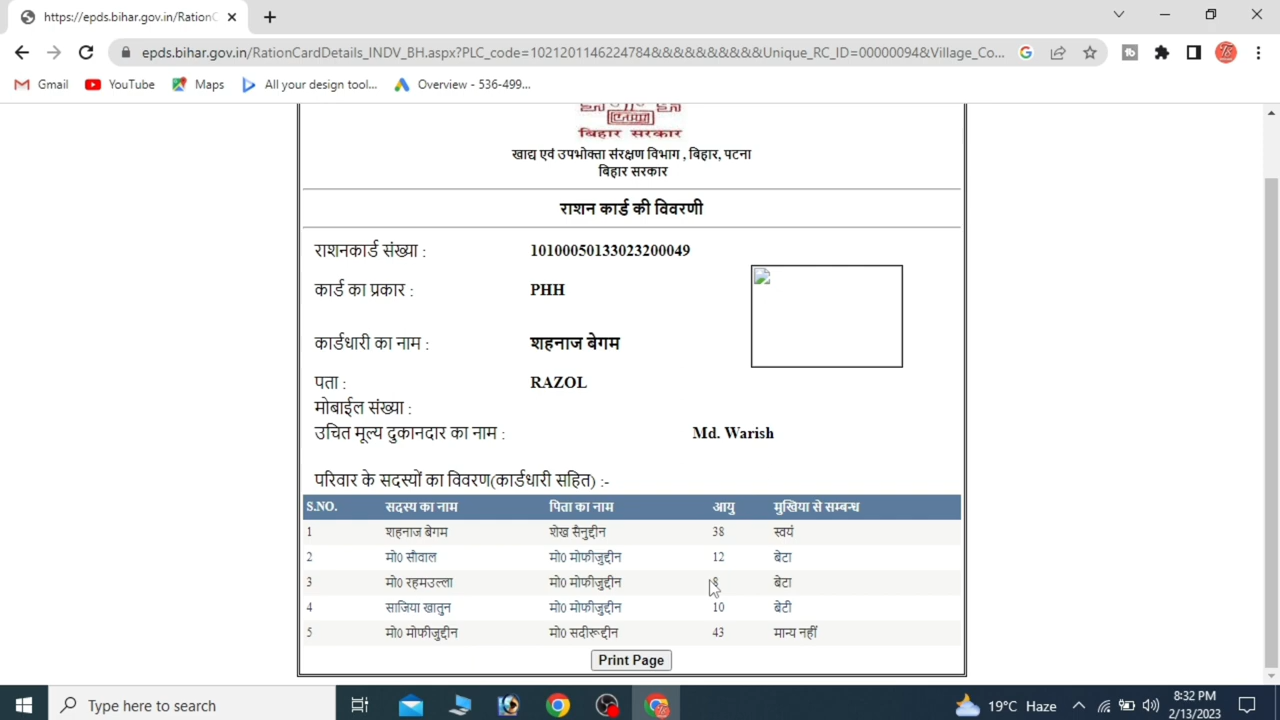 https://epds.bihar.gov.in/RationC
epds.bihar.gov.in/RationCardDetails_INDV_BH.aspx?PLC_code=1021201146224784&&&&&&&&&&Unique_RC_ID=00000094&Village_Co...
Gmail YouTube Maps All your design tool... Overview - 536-499...
बिहार सरकार
खाद्य एवं उपभोक्ता संरक्षण विभाग , बिहार, पटना
बिहार सरकार
राशन कार्ड की विवरणी
राशनकार्ड संख्या : 10100050133023200049
कार्ड का प्रकार : PHH
कार्डधारी का नाम : शहनाज बेगम
पता : RAZOL
मोबाईल संख्या :
उचित मूल्य दुकानदार का नाम : Md. Warish
परिवार के सदस्यों का विवरण(कार्डधारी सहित) :-
S.NO. सदस्य का नाम पिता का नाम आयु मुखिया से सम्बन्ध
1 शहनाज बेगम शेख सैनुद्दीन 38 स्वयं
2 मो0 सौवाल मो0 मोफीजुद्दीन 12 बेटा
3 मो0 रहमउल्ला मो0 मोफीजुद्दीन 8 बेटा
4 साजिया खातुन मो0 मोफीजुद्दीन 10 बेटी
5 मो0 मोफीजुद्दीन मो0 सदीरूद्दीन 43 मान्य नहीं
Print Page
Type here to search
19°C Haze
8:32 PM
2/13/2023